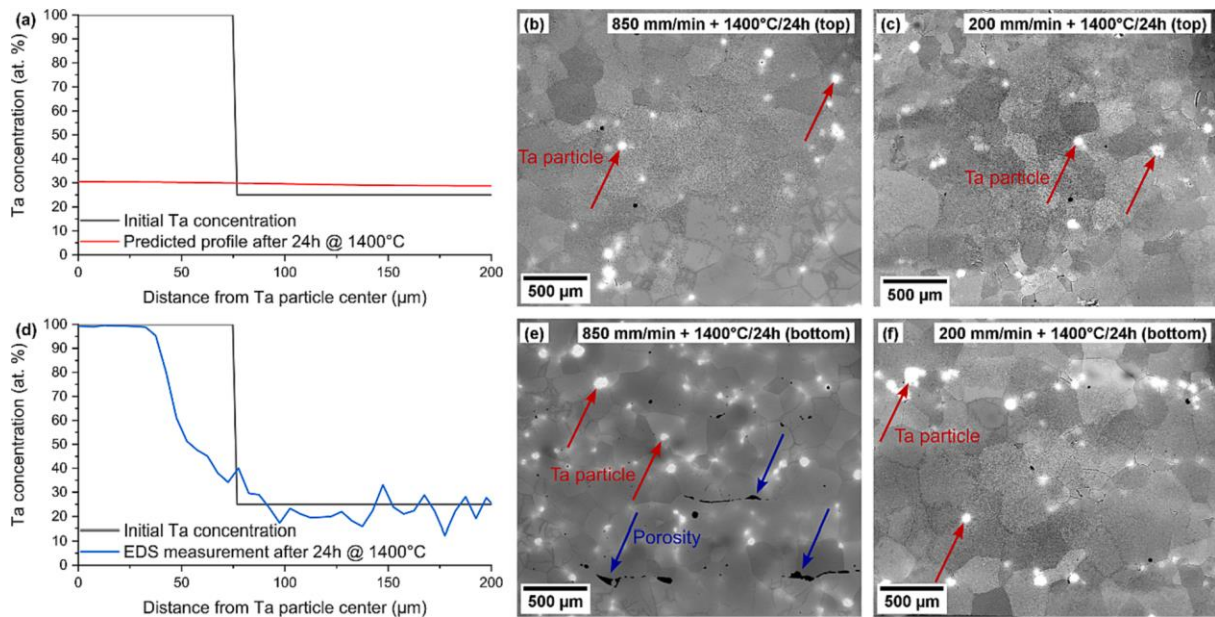 (a)
Ta concentration (at. %)
100
90
80
70
60
50
40
30
20
10
0
Initial Ta concentration
Predicted profile after 24h @ 1400°C
0
50
100
150
200
Distance from Ta particle center (µm)
(b)
850 mm/min + 1400°C/24h (top)
Ta particle
500 µm
(c)
200 mm/min + 1400°C/24h (top)
Ta particle
500 µm
(d)
Ta concentration (at. %)
100
90
80
70
60
50
40
30
20
10
0
Initial Ta concentration
EDS measurement after 24h @ 1400°C
0
50
100
150
200
Distance from Ta particle center (µm)
(e)
850 mm/min + 1400°C/24h (bottom)
Ta particle
Porosity
500 µm
(f)
200 mm/min + 1400°C/24h (bottom)
Ta particle
500 µm